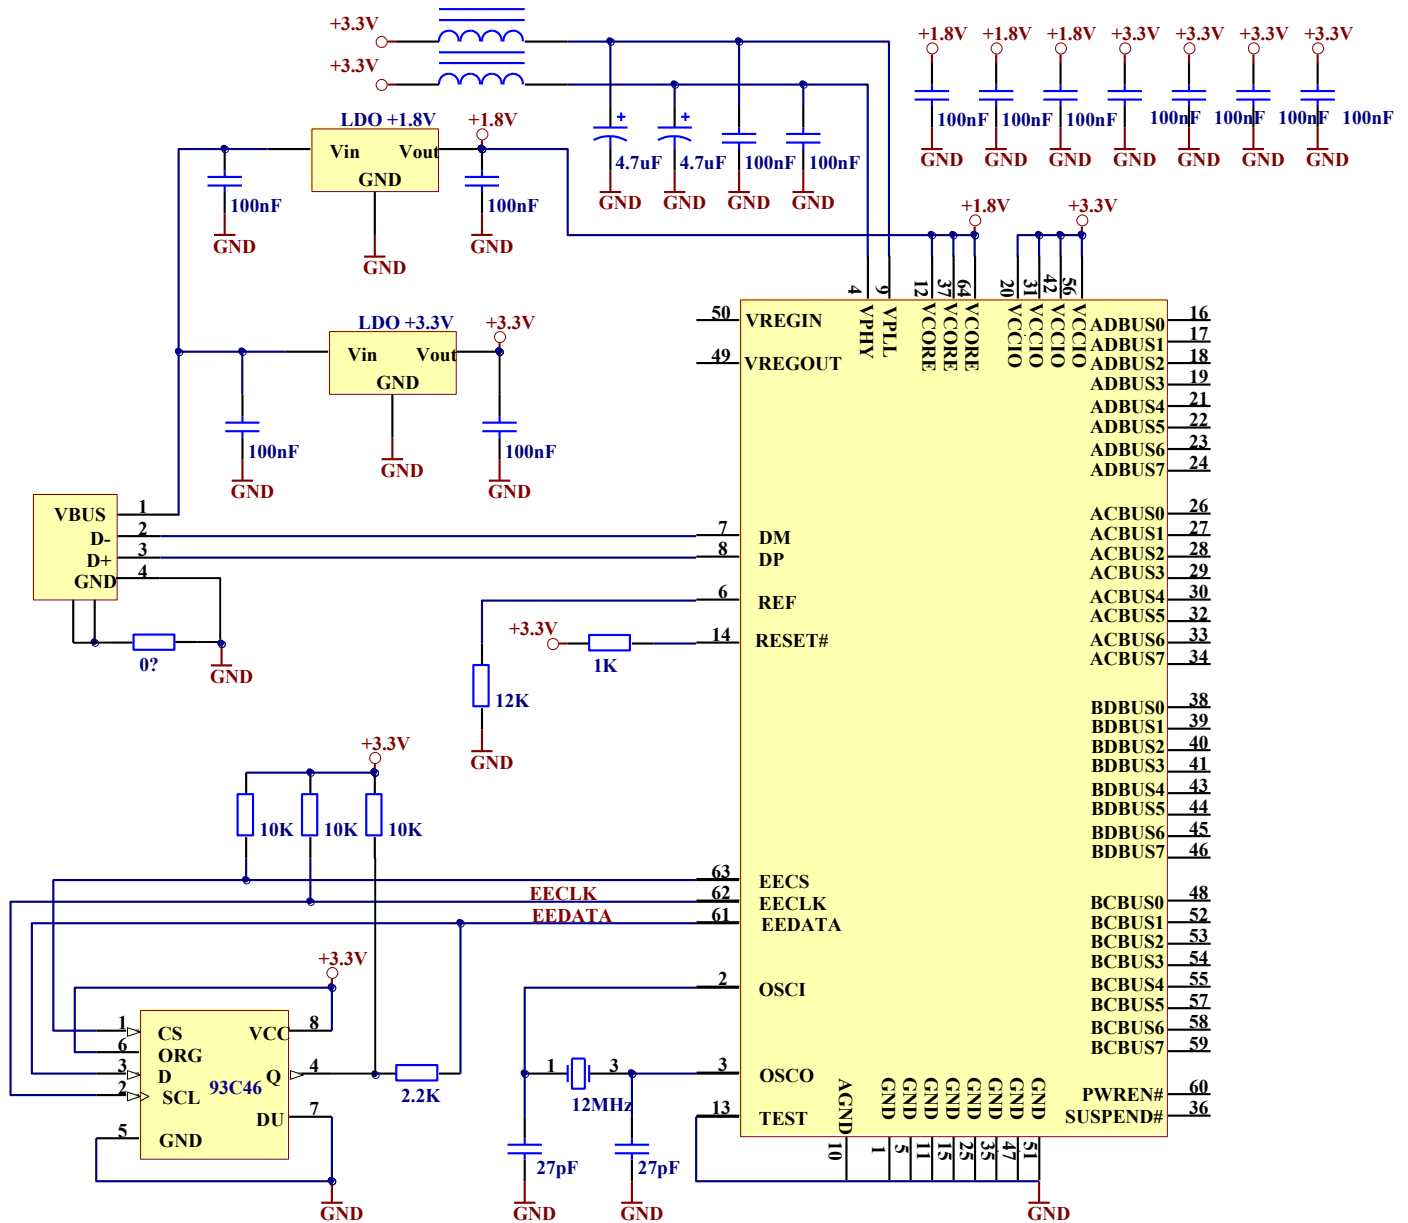 +3.3V
+3.3V
+1.8V +1.8V +1.8V +3.3V +3.3V +3.3V +3.3V
100nF 100nF 100nF 100nF 100nF 100nF 100nF
GND GND GND GND GND GND GND
4.7uF 4.7uF 100nF 100nF
GND GND GND GND
LDO +1.8V
+1.8V
Vin Vout
GND
100nF
100nF
GND
GND
GND
LDO +3.3V
+3.3V
Vin Vout
GND
100nF
100nF
GND
GND
GND
+1.8V
+3.3V
4 9 12 37 64 20 31 42 56
VPHY VPLL VCORE VCORE VCORE VCCIO VCCIO VCCIO VCCIO
50 VREGIN
49 VREGOUT
VBUS 1
D- 2
D+ 3
GND 4
0?
GND
7 DM
8 DP
6 REF
+3.3V
1K
14 RESET#
12K
GND
+3.3V
10K 10K 10K
63 EECS
EECLK 62 EECLK
EEDATA 61 EEDATA
+3.3V
1 CS
6 ORG
3 D
2 SCL
5 GND
93C46
VCC 8
Q 4
DU 7
2.2K
GND
2 OSCI
3 OSCO
13 TEST
1 3
12MHz
27pF 27pF
GND GND
AGND GND GND GND GND GND GND GND GND
10 1 5 11 15 25 35 47 51
GND
ADBUS0 16
ADBUS1 17
ADBUS2 18
ADBUS3 19
ADBUS4 21
ADBUS5 22
ADBUS6 23
ADBUS7 24
ACBUS0 26
ACBUS1 27
ACBUS2 28
ACBUS3 29
ACBUS4 30
ACBUS5 32
ACBUS6 33
ACBUS7 34
BDBUS0 38
BDBUS1 39
BDBUS2 40
BDBUS3 41
BDBUS4 43
BDBUS5 44
BDBUS6 45
BDBUS7 46
BCBUS0 48
BCBUS1 52
BCBUS2 53
BCBUS3 54
BCBUS4 55
BCBUS5 57
BCBUS6 58
BCBUS7 59
PWREN# 60
SUSPEND# 36